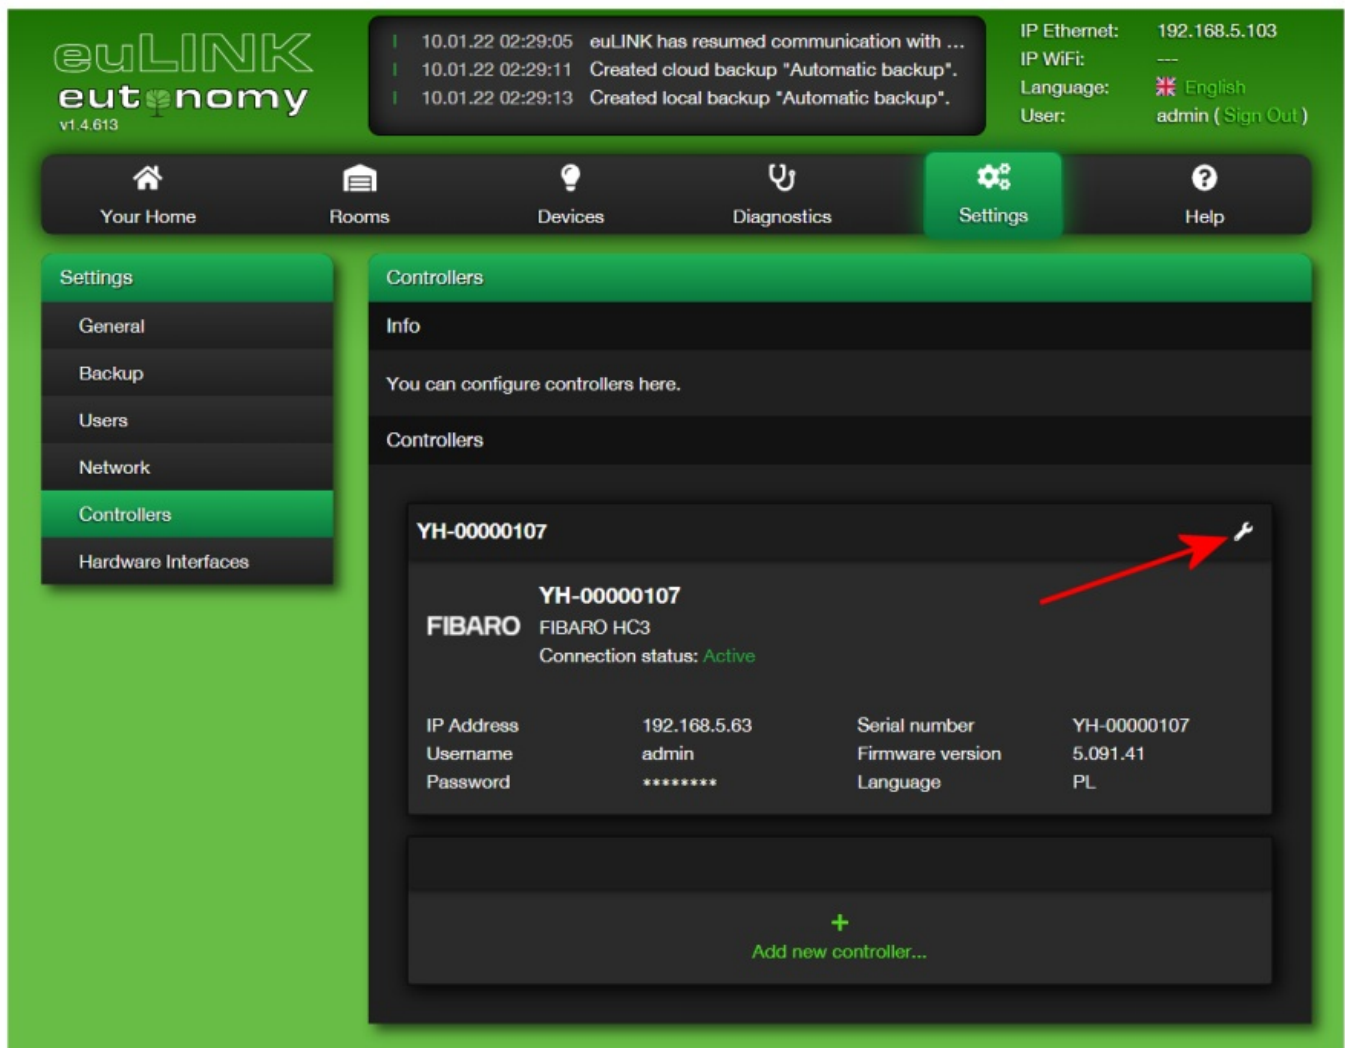 euLINK
eutonomy
v1.4.613
10.01.22 02:29:05 euLINK has resumed communication with ...
10.01.22 02:29:11 Created cloud backup "Automatic backup".
10.01.22 02:29:13 Created local backup "Automatic backup".
IP Ethernet: 192.168.5.103
IP WiFi: ---
Language: English
User: admin ( Sign Out )
Your Home
Rooms
Devices
Diagnostics
Settings
Help
Settings
General
Backup
Users
Network
Controllers
Hardware Interfaces
Controllers
Info
You can configure controllers here.
Controllers
YH-00000107
FIBARO
YH-00000107
FIBARO HC3
Connection status: Active
IP Address 192.168.5.63 Serial number YH-00000107
Username admin Firmware version 5.091.41
Password ******** Language PL
+
Add new controller...